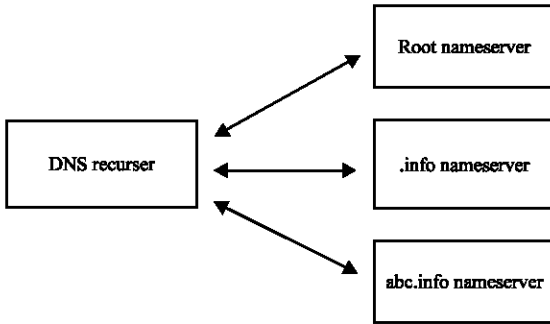 Root nameserver
DNS recurser
.info nameserver
abc.info nameserver